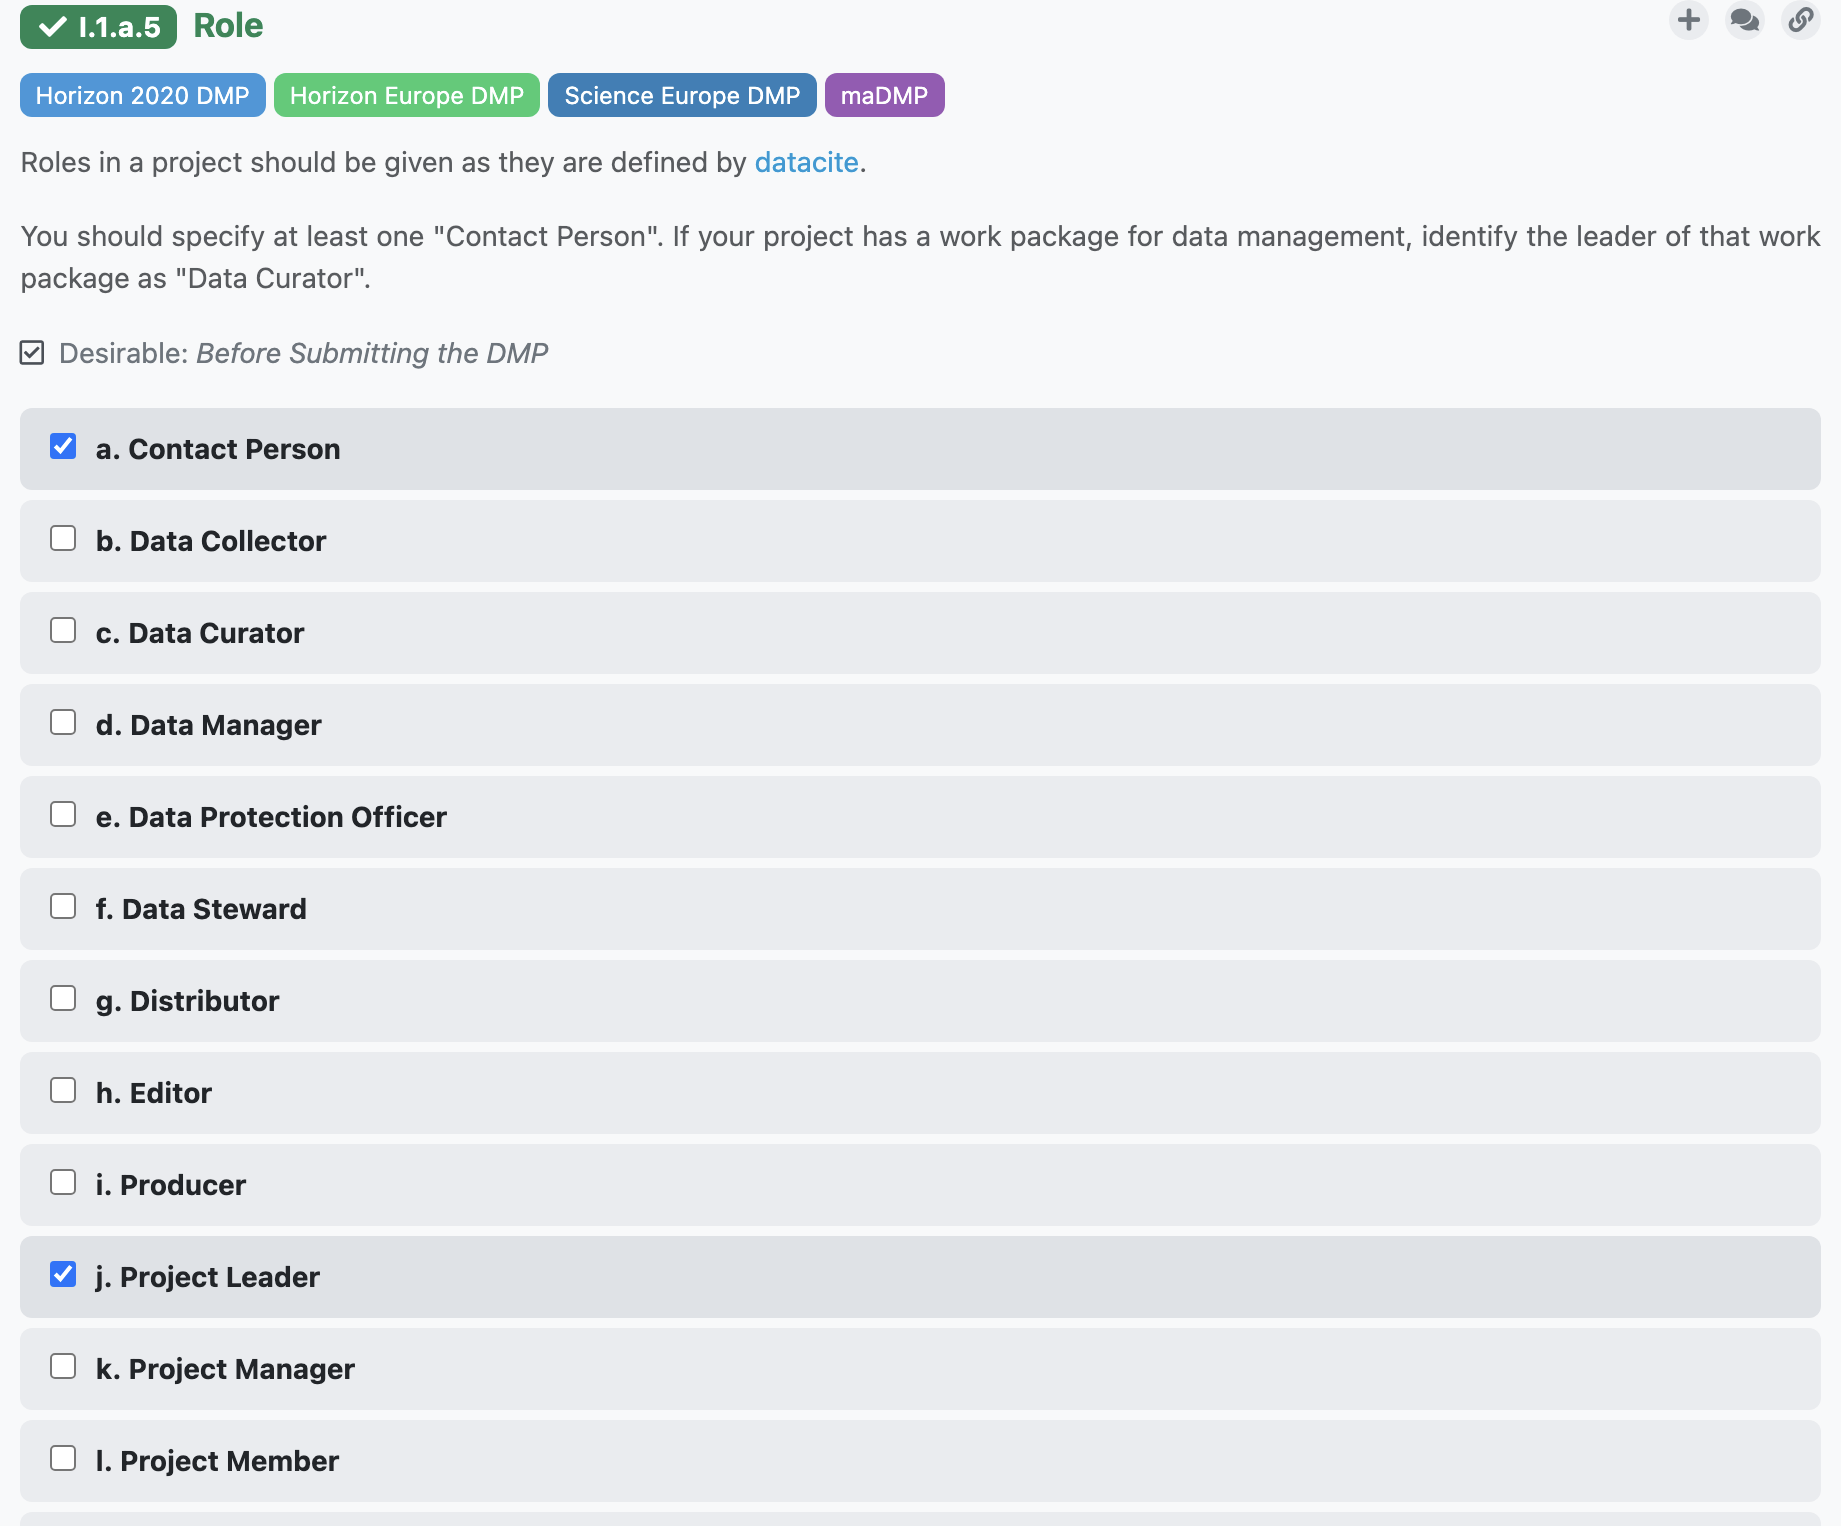 I.1.a.5 Role
Horizon 2020 DMP Horizon Europe DMP Science Europe DMP maDMP
Roles in a project should be given as they are defined by datacite.
You should specify at least one "Contact Person". If your project has a work package for data management, identify the leader of that work
package as "Data Curator".
Desirable: Before Submitting the DMP
a. Contact Person
b. Data Collector
c. Data Curator
d. Data Manager
e. Data Protection Officer
f. Data Steward
g. Distributor
h. Editor
i. Producer
j. Project Leader
k. Project Manager
l. Project Member